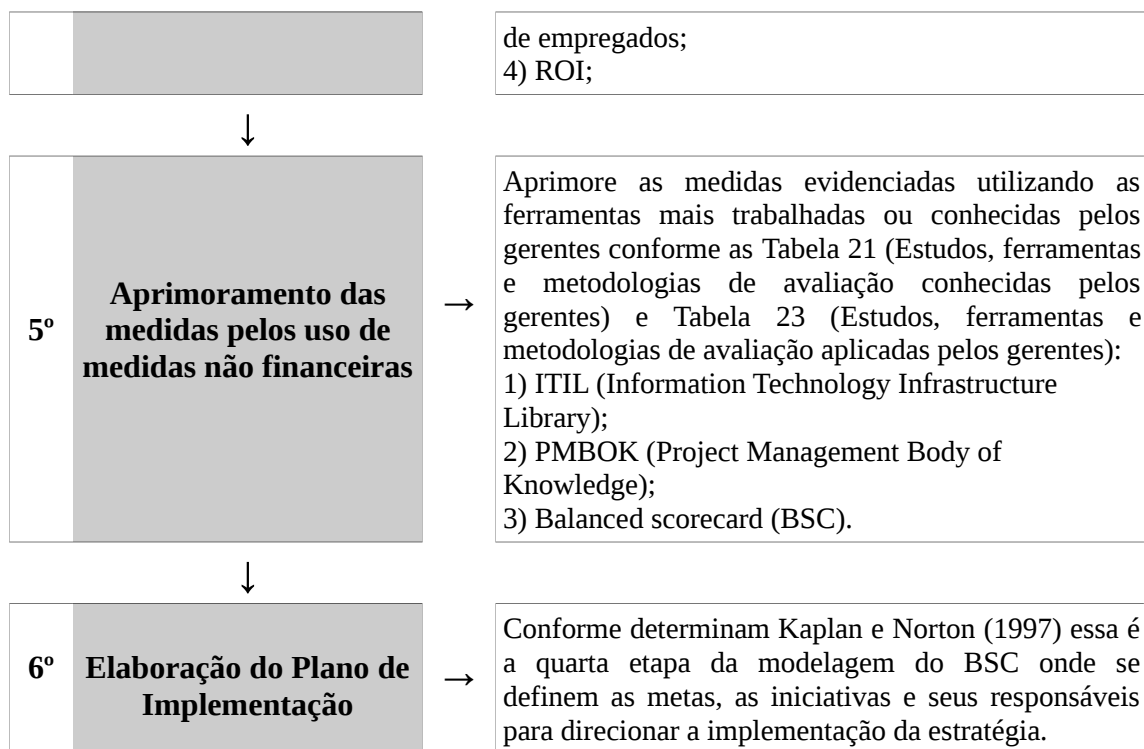 de empregados;
4) ROI;
↓
5º
Aprimoramento das
medidas pelos uso de
medidas não financeiras
→
Aprimore as medidas evidenciadas utilizando as
ferramentas mais trabalhadas ou conhecidas pelos
gerentes conforme as Tabela 21 (Estudos, ferramentas
e metodologias de avaliação conhecidas pelos
gerentes) e Tabela 23 (Estudos, ferramentas e
metodologias de avaliação aplicadas pelos gerentes):
1) ITIL (Information Technology Infrastructure
Library);
2) PMBOK (Project Management Body of
Knowledge);
3) Balanced scorecard (BSC).
↓
6º
Elaboração do Plano de
Implementação
→
Conforme determinam Kaplan e Norton (1997) essa é
a quarta etapa da modelagem do BSC onde se
definem as metas, as iniciativas e seus responsáveis
para direcionar a implementação da estratégia.